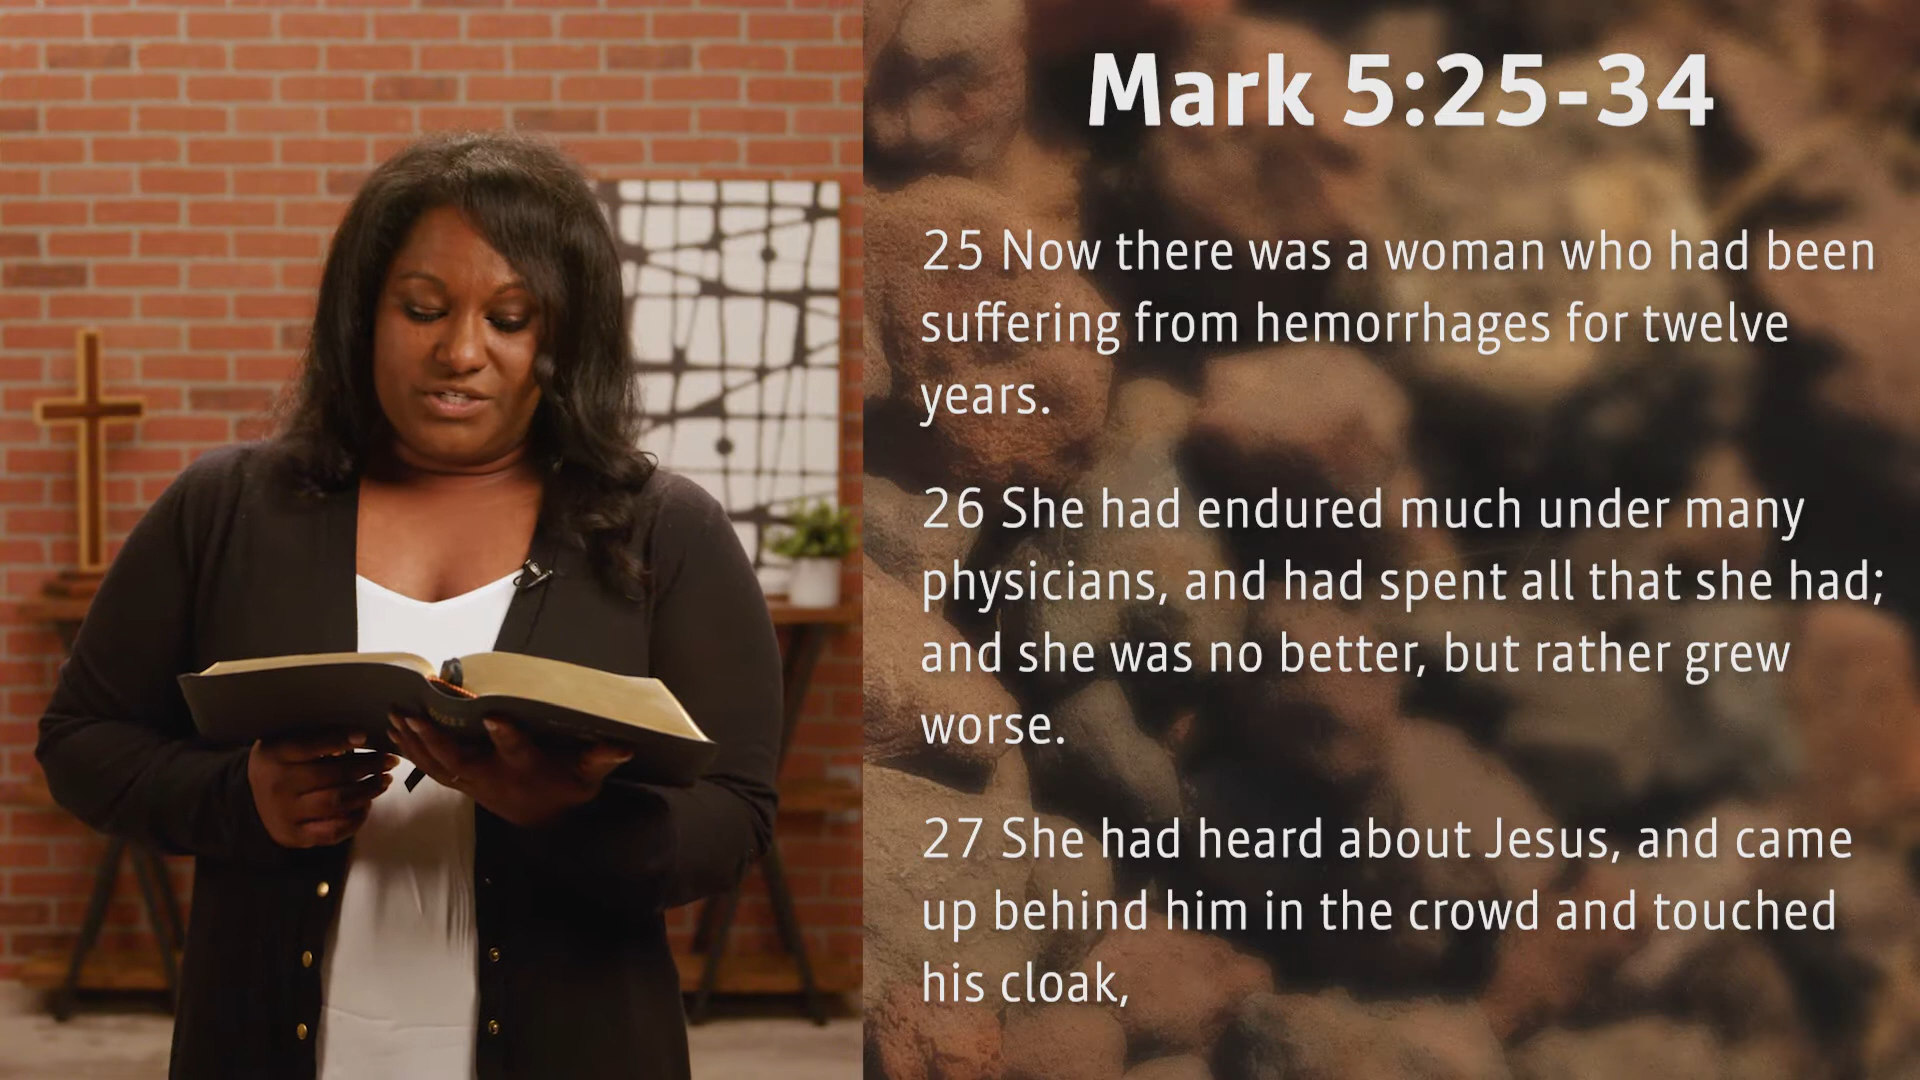 Mark 5:25-34
25 Now there was a woman who had been
suffering from hemorrhages for twelve
years.
26 She had endured much under many
physicians, and had spent all that she had;
and she was no better, but rather grew
worse.
27 She had heard about Jesus, and came
up behind him in the crowd and touched
his cloak,